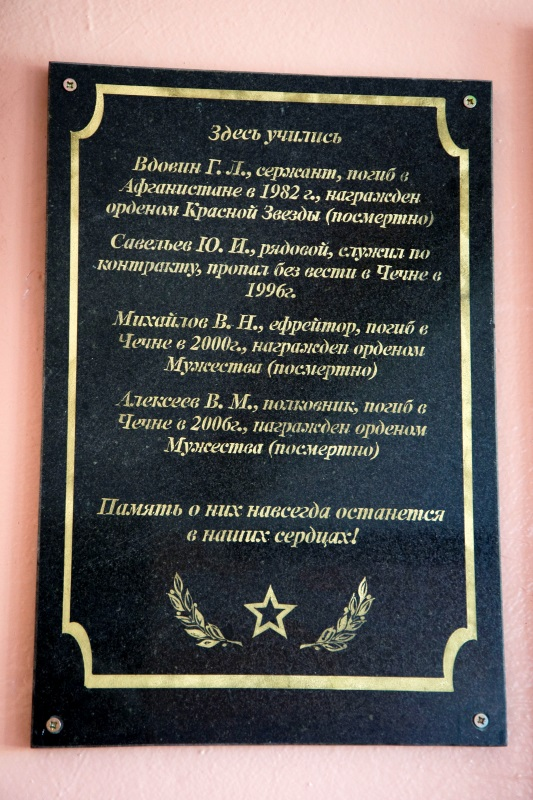 Здесь учились
Вдовин Г. Л., сержант, погиб в
Афганистане в 1982 г., награжден
орденом Красной Звезды (посмертно)
Савельев Ю. И., рядовой, служил по
контракту, пропал без вести в Чечне в
1996г.
Михайлов В. Н., ефрейтор, погиб в
Чечне в 2000г., награжден орденом
Мужества (посмертно)
Алексеев В. М., полковник, погиб в
Чечне в 2006г., награжден орденом
Мужества (посмертно)
Память о них навсегда останется
в наших сердцах!